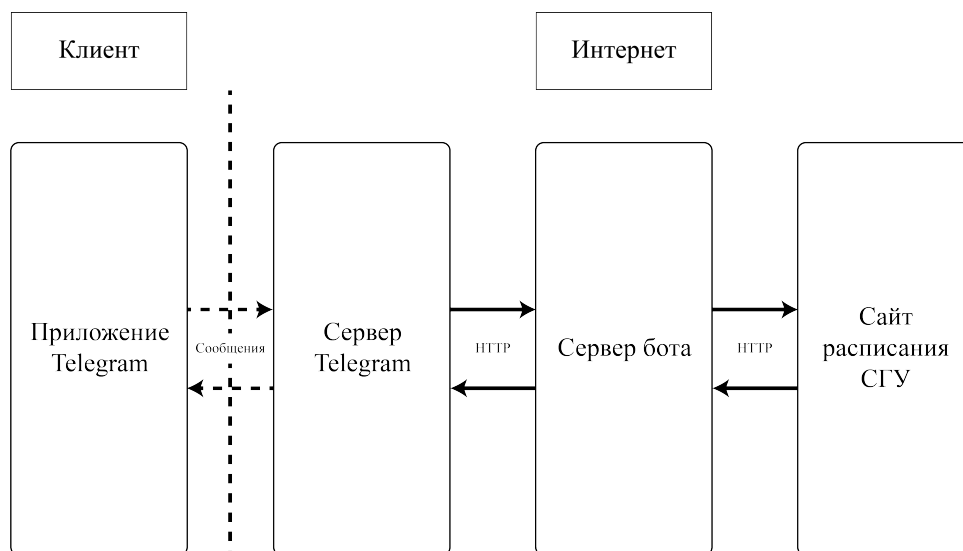 Клиент
Интернет
Приложение
Telegram
Сообщения
Сервер
Telegram
HTTP
Сервер бота
HTTP
Сайт
расписания
СГУ